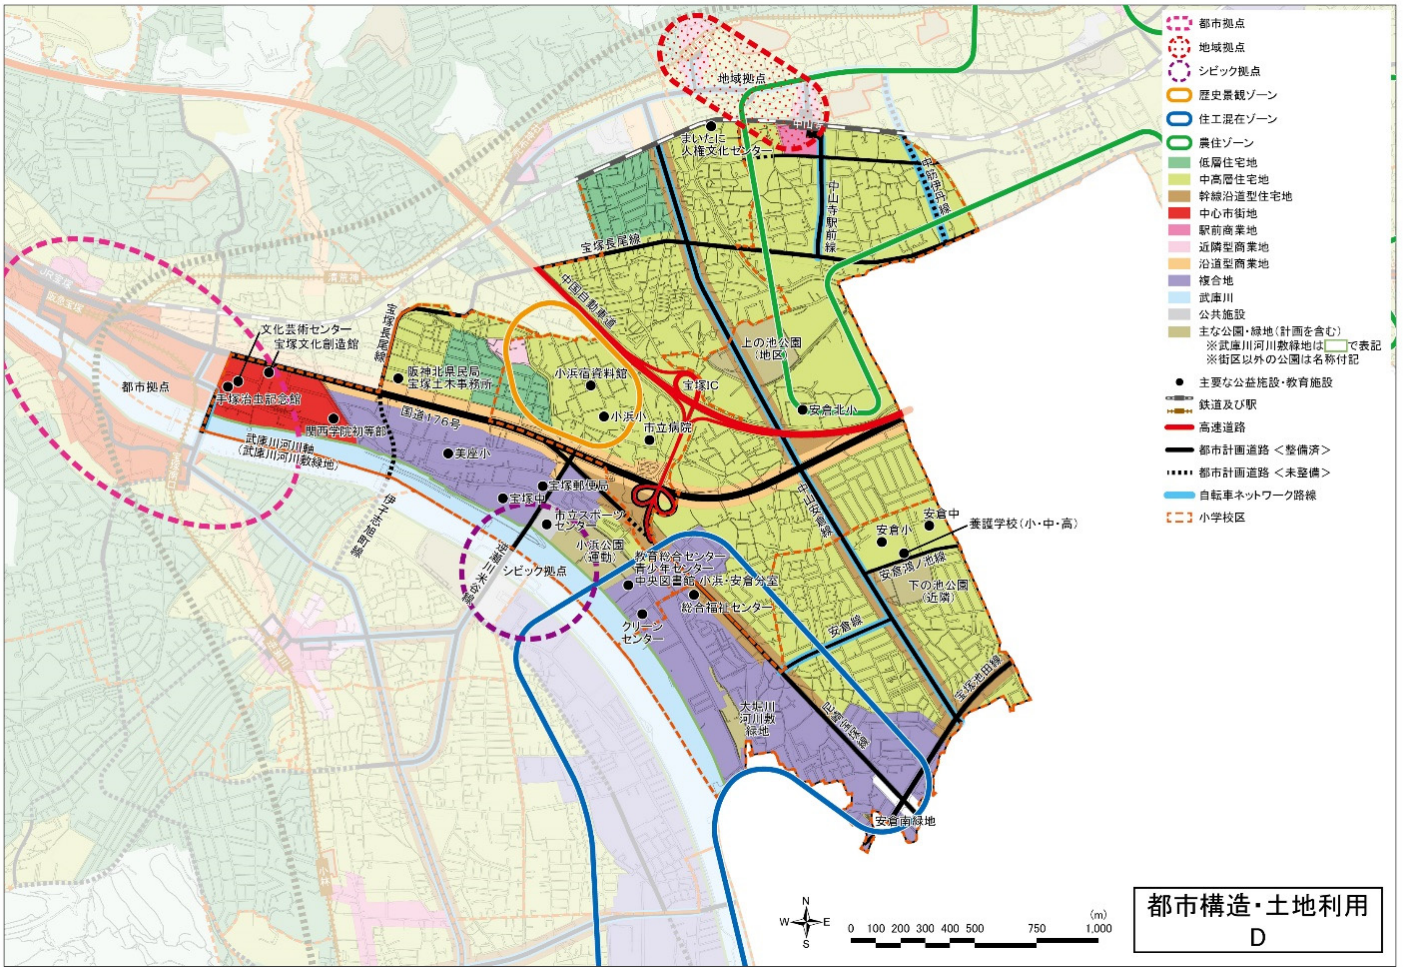 地域拠点
中山寺
まいたに
人権文化センター
中筋伊丹線
中山寺駅前線
宝塚長尾線
中国自動車道
JR宝塚
阪急宝塚
宝塚長尾線
文化芸術センター
宝塚文化創造館
上の池公園
(地区)
阪神北県民局
宝塚土木事務所
小浜宿資料館
宝塚IC
都市拠点
手塚治虫記念館
安倉北小
国道176号
小浜小
関西学院初等部
市立病院
武庫川河川軸
(武庫川河川敷緑地)
美座小
宝塚郵便局
宝塚中
中山安倉線
市立スポーツ
センター
安倉中
安倉小
養護学校(小・中・高)
伊孑志旭町線
小浜公園
(運動)
教育総合センター
青少年センター
中央図書館 小浜・安倉分室
安倉鴻ノ池線
シビック拠点
逆瀬川米谷線
総合福祉センター
下の池公園
(近隣)
クリーン
センター
安倉線
宝塚池田線
大堀川
河川敷
緑地
尼崎宝塚線
安倉南緑地
都市拠点
地域拠点
シビック拠点
歴史景観ゾーン
住工混在ゾーン
農住ゾーン
低層住宅地
中高層住宅地
幹線沿道型住宅地
中心市街地
駅前商業地
近隣型商業地
沿道型商業地
複合地
武庫川
公共施設
主な公園・緑地(計画を含む)
※武庫川河川敷緑地は で表記
※街区以外の公園は名称付記
主要な公益施設・教育施設
鉄道及び駅
高速道路
都市計画道路 <整備済>
都市計画道路 <未整備>
自転車ネットワーク路線
小学校区
N
W E
S
(m)
0 100 200 300 400 500 750 1,000
都市構造・土地利用
D